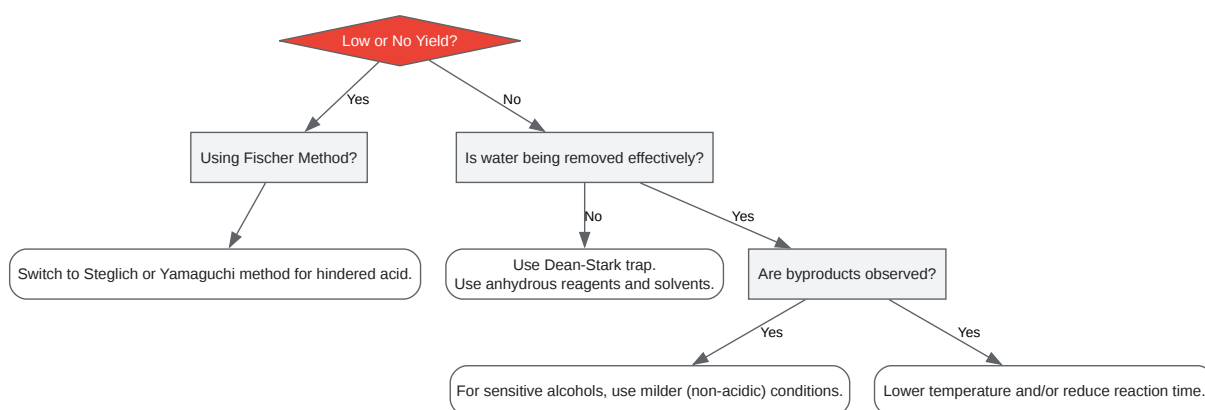 Low or No Yield?
Yes
No
Using Fischer Method?
Is water being removed effectively?
No
Yes
Switch to Steglich or Yamaguchi method for hindered acid.
Use Dean-Stark trap.
Use anhydrous reagents and solvents.
Are byproducts observed?
Yes
Yes
For sensitive alcohols, use milder (non-acidic) conditions.
Lower temperature and/or reduce reaction time.